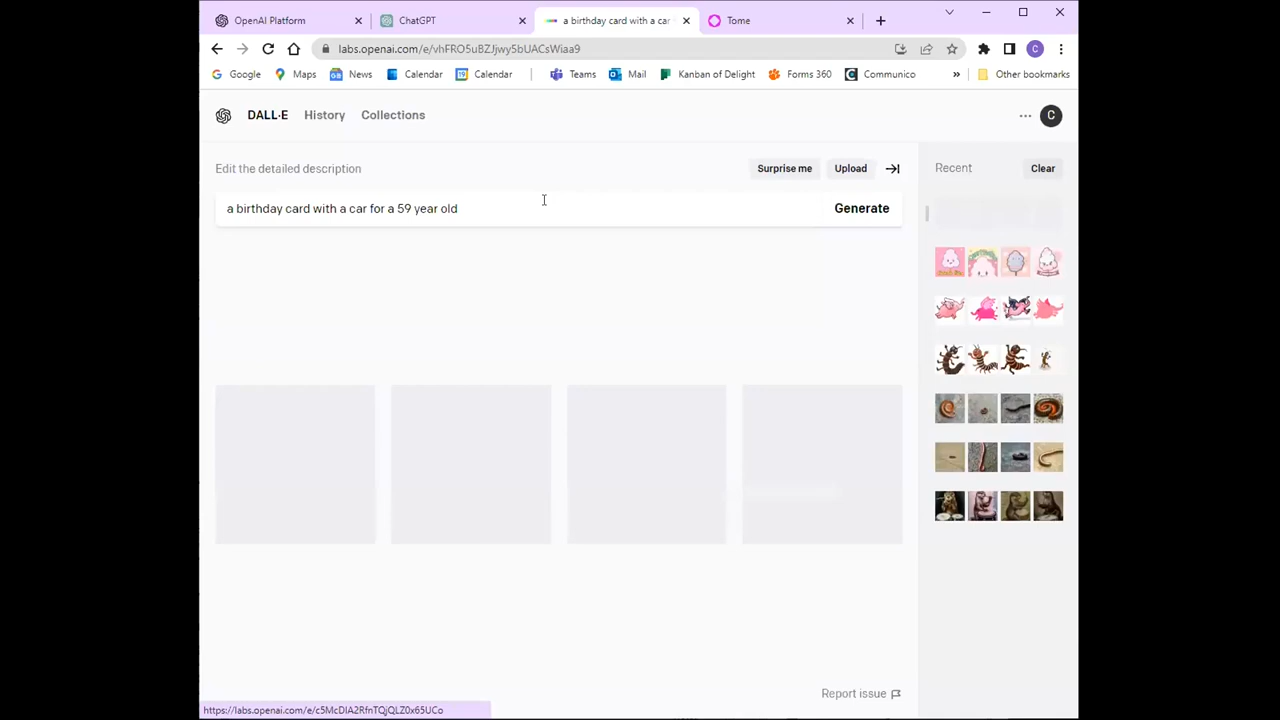 OpenAI Platform
ChatGPT
a birthday card with a car
Tome
labs.openai.com/e/vhFRO5uBZJjwy5bUACsWiaa9
C
Google
Maps
News
Calendar
Calendar
Teams
Mail
Kanban of Delight
Forms 360
Communico
Other bookmarks
DALL·E
History
Collections
C
Edit the detailed description
Surprise me
Upload
Recent
Clear
a birthday card with a car for a 59 year old
Generate
Report issue
https://labs.openai.com/e/c5McDIA2RfnTQjQLZ0x65UCo